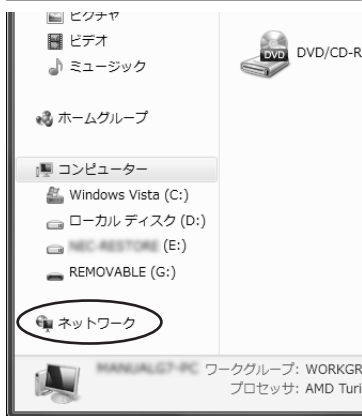 ピクチャ
ビデオ
ミュージック
DVD/CD-R
DVD
ホームグループ
コンピューター
Windows Vista (C:)
ローカル ディスク (D:)
(E:)
REMOVABLE (G:)
ネットワーク
ワークグループ: WORKGR
プロセッサ: AMD Turi